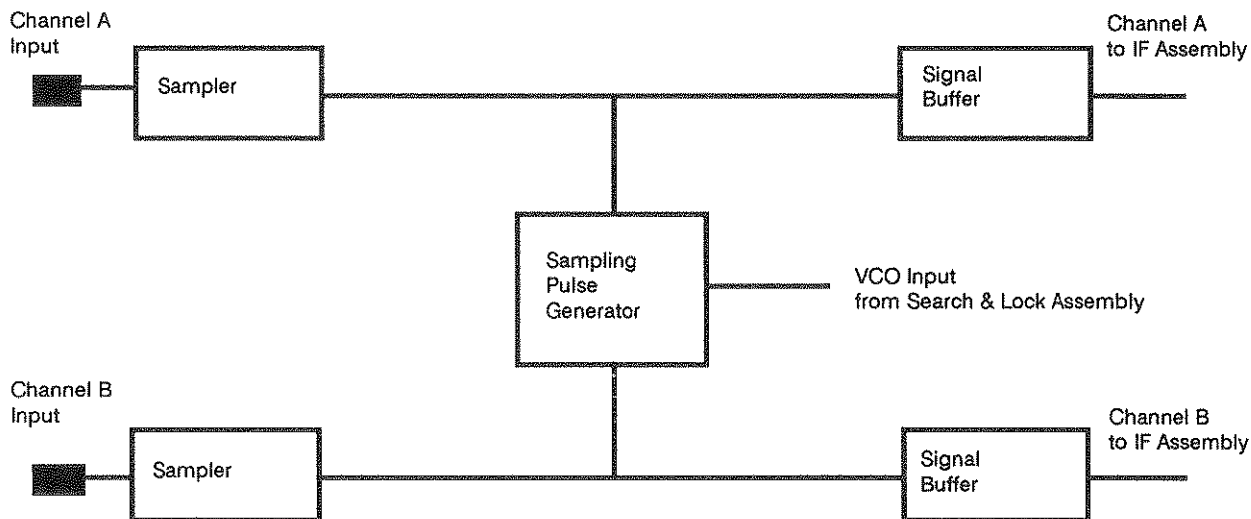 Channel A
Input
Sampler
Signal
Buffer
Channel A
to IF Assembly
Sampling
Pulse
Generator
VCO Input
from Search & Lock Assembly
Channel B
Input
Sampler
Signal
Buffer
Channel B
to IF Assembly